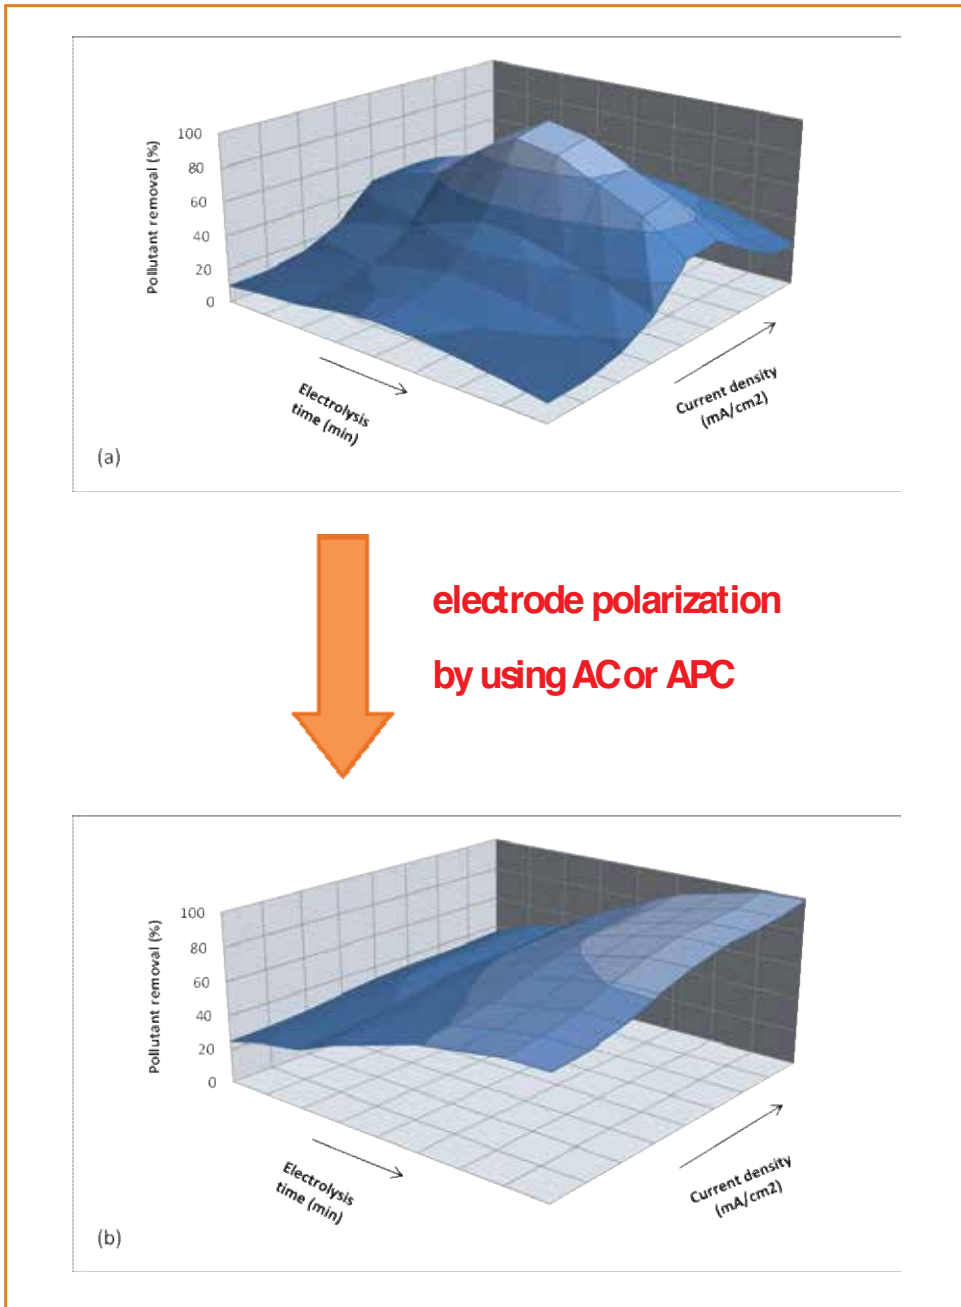 Pollutant removal (%)
100
80
60
40
20
0
Electrolysis
time (min)
Current density
(mA/cm2)
(a)
electrode polarization
by using AC or APC
Pollutant removal (%)
100
80
60
40
20
0
Electrolysis
time (min)
Current density
(mA/cm2)
(b)